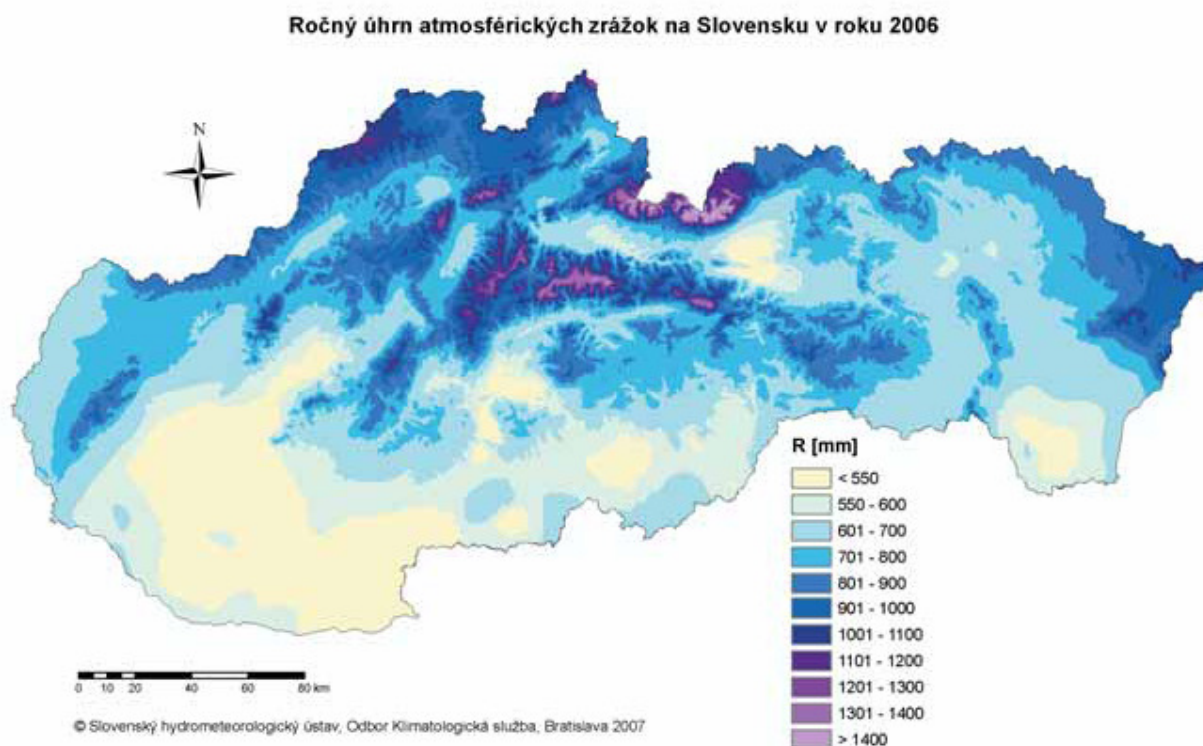 Ročný úhrn atmosférických zrážok na Slovensku v roku 2006
N
R [mm]
< 550
550 - 600
601 - 700
701 - 800
801 - 900
901 - 1000
1001 - 1100
1101 - 1200
1201 - 1300
1301 - 1400
> 1400
0 10 20 40 60 80 km
© Slovenský hydrometeorologický ústav, Odbor Klimatologická služba, Bratislava 2007